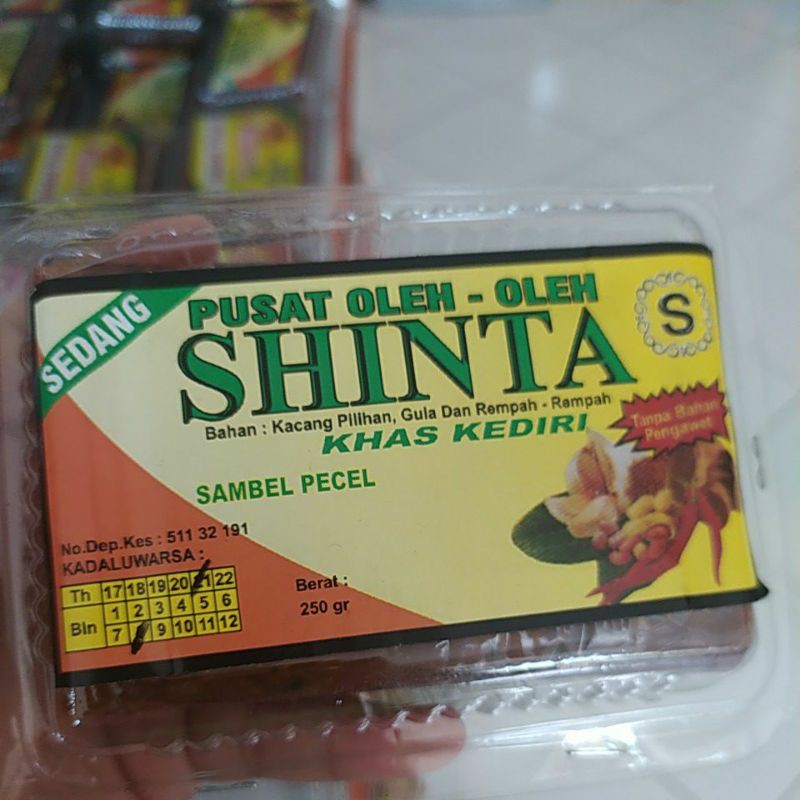 SEDANG
PUSAT OLEH - OLEH
SHINTA
S
Bahan : Kacang Pilihan, Gula Dan Rempah - Rempah
KHAS KEDIRI
Tanpa Bahan
Pengawet
SAMBEL PECEL
No.Dep.Kes : 511 32 191
KADALUWARSA :
Th 17 18 19 20 21 22
Bln 1 2 3 4 5 6
7 8 9 10 11 12
Berat :
250 gr